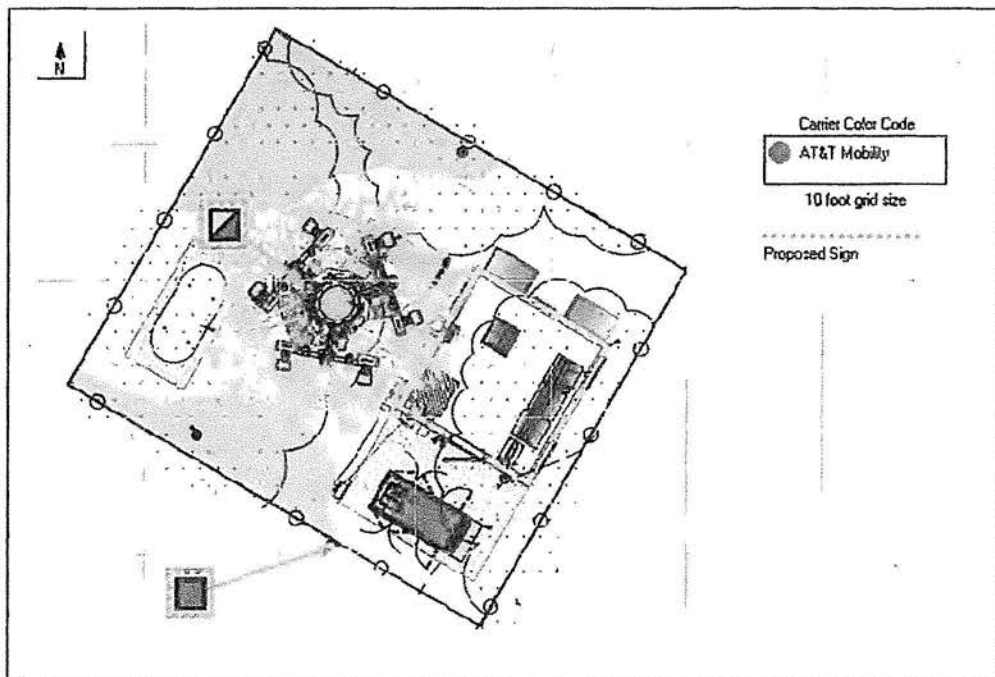 N
Carrier Color Code
AT&T Mobility
10 foot grid size
Proposed Sign